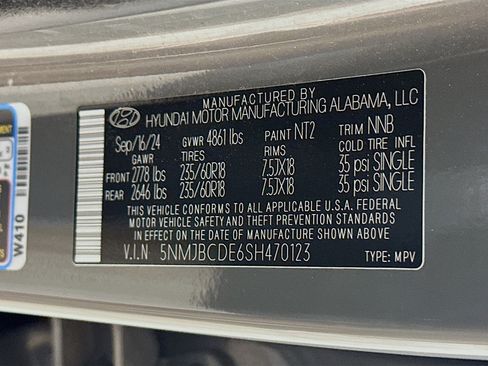 MANUFACTURED BY
HYUNDAI MOTOR MANUFACTURING ALABAMA, LLC
Sep/16/24 GVWR 4861 lbs PAINT NT2 TRIM NNB
GAWR TIRES RIMS COLD TIRE INFL
FRONT 2778 lbs 235/60R18 7.5JX18 35 psi SINGLE
REAR 2646 lbs 235/60R18 7.5JX18 35 psi SINGLE
THIS VEHICLE CONFORMS TO ALL APPLICABLE U.S.A. FEDERAL
MOTOR VEHICLE SAFETY AND THEFT PREVENTION STANDARDS
IN EFFECT ON THE DATE OF MANUFACTURE SHOWN ABOVE
V.I.N 5NMJBCDE6SH470123 TYPE: MPV
W410